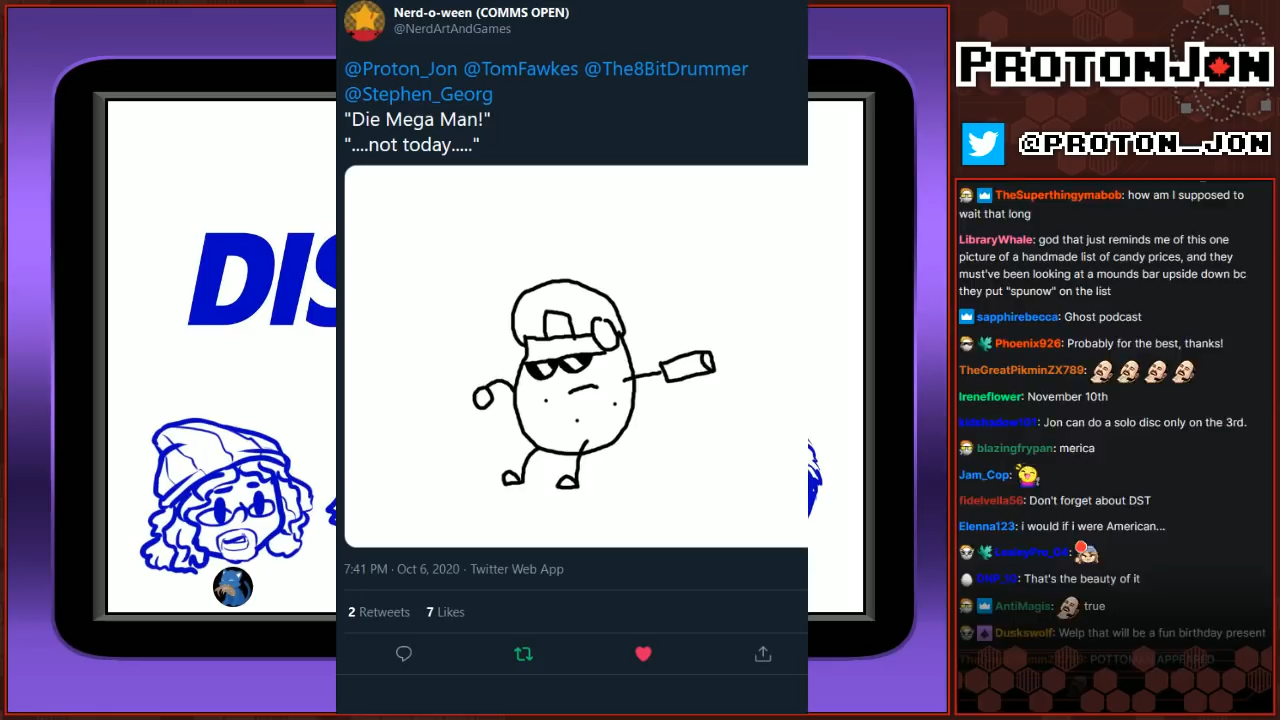 Nerd-o-ween (COMMS OPEN)
@NerdArtAndGames
@Proton_Jon @TomFawkes @The8BitDrummer
@Stephen_Georg
"Die Mega Man!"
"....not today....."
7:41 PM · Oct 6, 2020 · Twitter Web App
2 Retweets 7 Likes
DIS
PROTONJON
@PROTON_JON
TheSuperthingymabob: how am I supposed to
wait that long
LibraryWhale: god that just reminds me of this one
picture of a handmade list of candy prices, and they
must've been looking at a mounds bar upside down bc
they put "spunow" on the list
sapphirebecca: Ghost podcast
Phoenix926: Probably for the best, thanks!
TheGreatPikminZX789:
Ireneflower: November 10th
kidshadow101: Jon can do a solo disc only on the 3rd.
blazingfrypan: merica
Jam_Cop:
fidelvella56: Don't forget about DST
Elenna123: i would if i were American...
LesleyPru_04:
: That's the beauty of it
AntiMagis: true
Duskswolf: Welp that will be a fun birthday present
POTTOMAN APPEARED